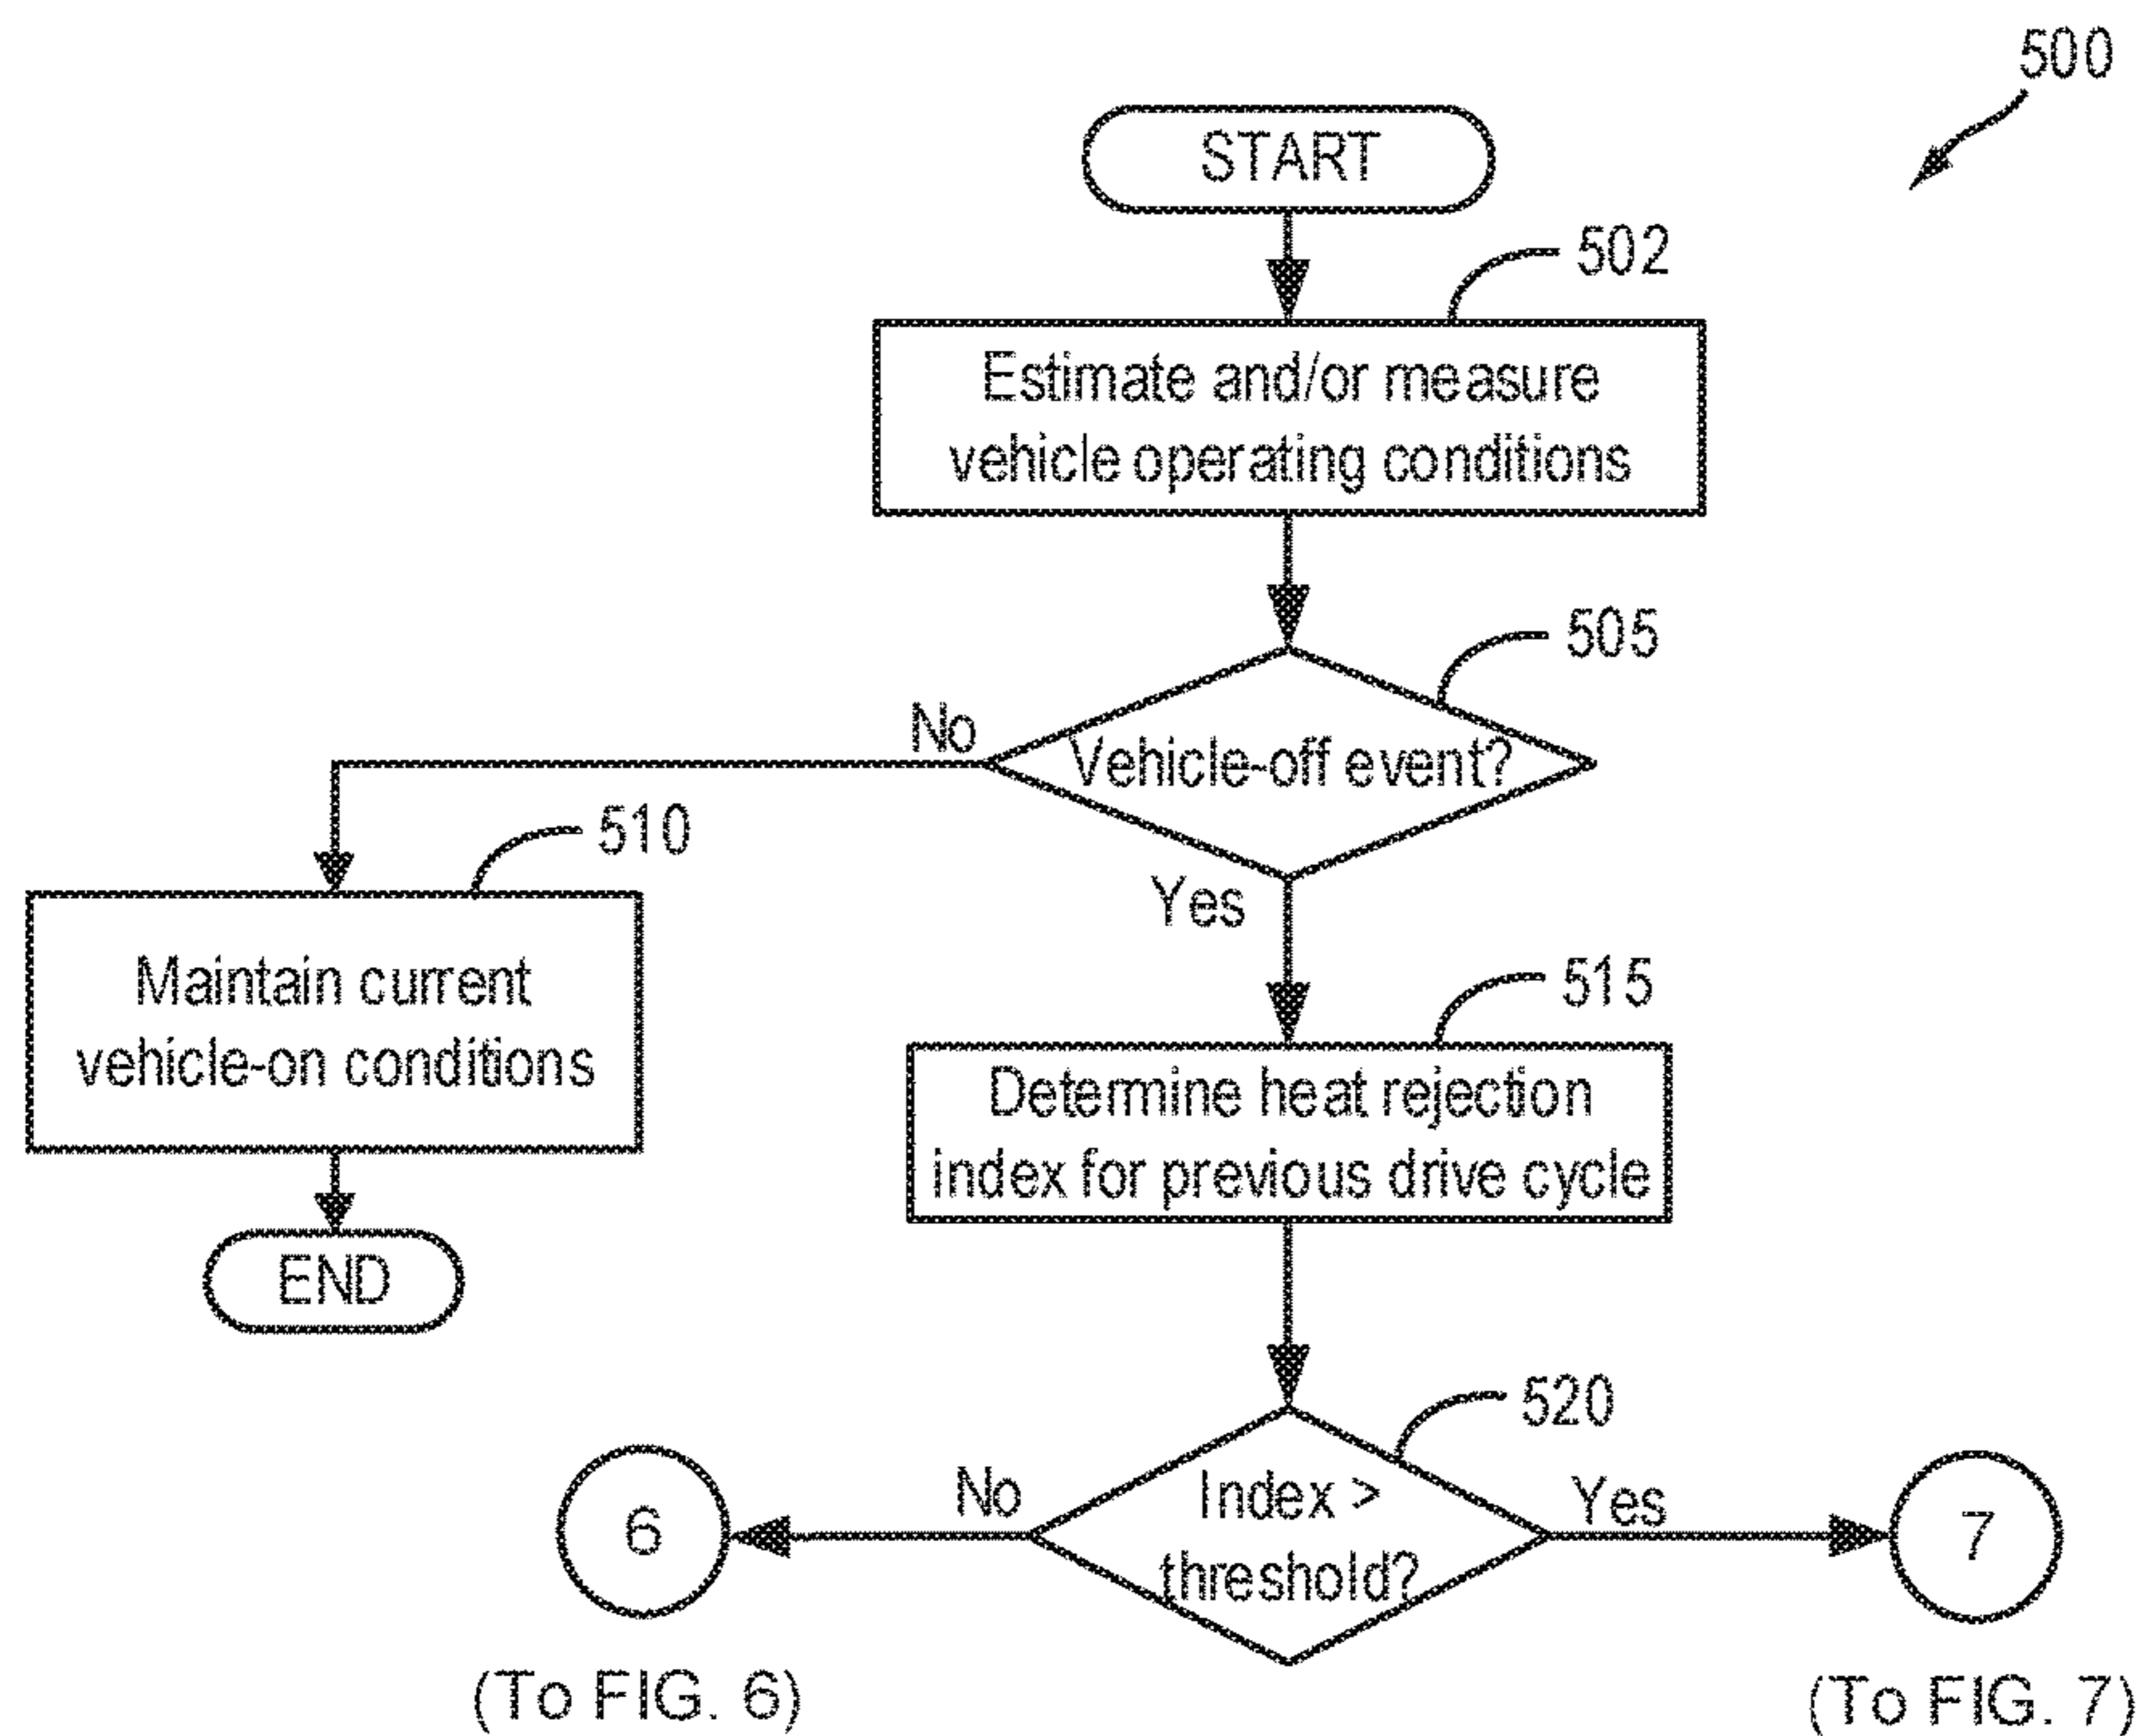 500
START
502
Estimate and/or measure
vehicle operating conditions
505
No
Vehicle-off event?
510
Yes
Maintain current
vehicle-on conditions
515
Determine heat rejection
index for previous drive cycle
END
520
6
No
Index >
threshold?
Yes
7
(To FIG. 6)
(To FIG. 7)